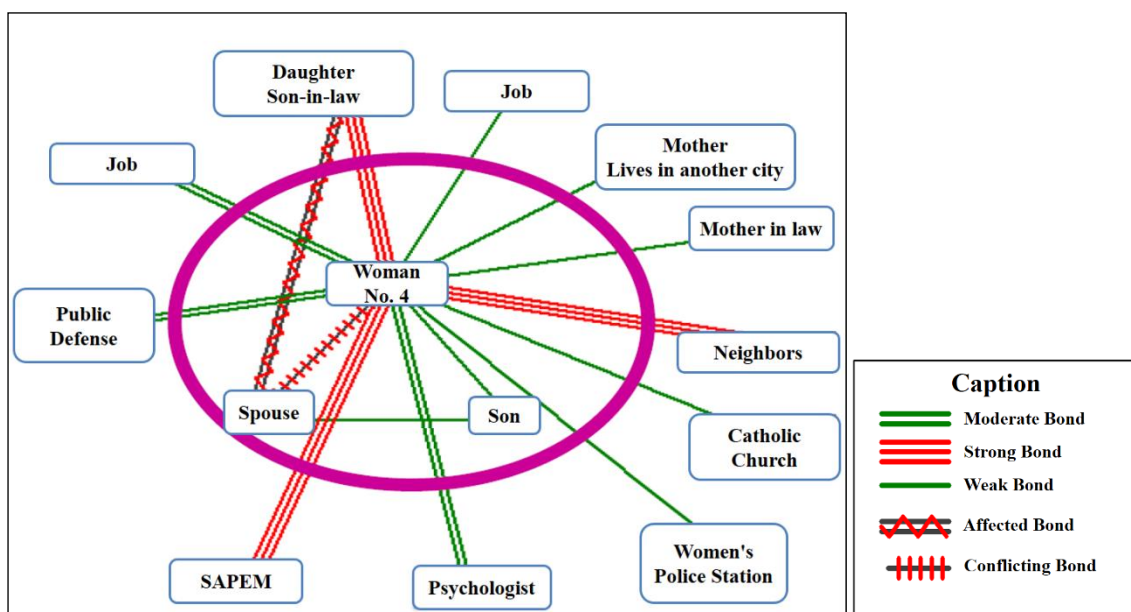 Daughter
Son-in-law
Job
Job
Mother
Lives in another city
Mother in law
Woman
No. 4
Public
Defense
Neighbors
Spouse
Son
Catholic
Church
SAPEM
Psychologist
Women's
Police Station
Caption
Moderate Bond
Strong Bond
Weak Bond
Affected Bond
Conflicting Bond